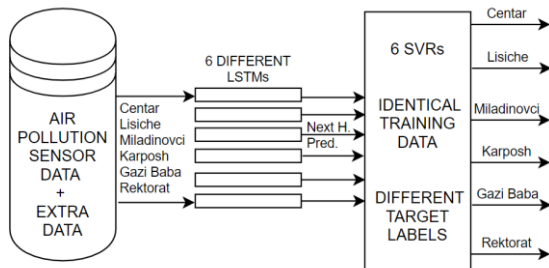 AIR
POLLUTION
SENSOR
DATA
+
EXTRA
DATA
Centar
Lisiche
Miladinovci
Karposh
Gazi Baba
Rektorat
6 DIFFERENT
LSTMs
Next H.
Pred.
6 SVRs
IDENTICAL
TRAINING
DATA
DIFFERENT
TARGET
LABELS
Centar
Lisiche
Miladinovci
Karposh
Gazi Baba
Rektorat